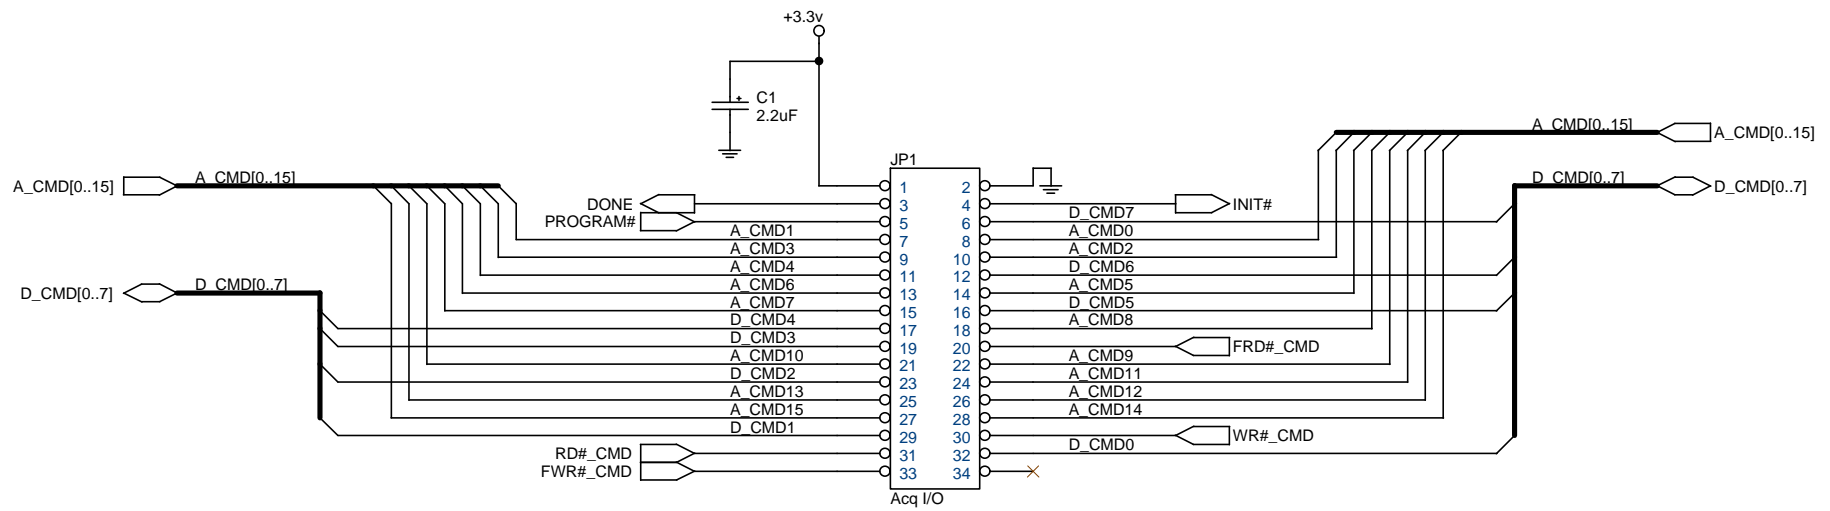 +3.3v
C1
2.2uF
JP1
A_CMD[0..15]
A_CMD[0..15]
A_CMD[0..15]
A_CMD[0..15]
D_CMD[0..7]
D_CMD[0..7]
D_CMD[0..7]
D_CMD[0..7]
DONE
PROGRAM#
A_CMD1
A_CMD3
A_CMD4
A_CMD6
A_CMD7
D_CMD4
D_CMD3
A_CMD10
D_CMD2
A_CMD13
A_CMD15
D_CMD1
RD#_CMD
FWR#_CMD
1 2
3 4
5 6
7 8
9 10
11 12
13 14
15 16
17 18
19 20
21 22
23 24
25 26
27 28
29 30
31 32
33 34
INIT#
D_CMD7
A_CMD0
A_CMD2
D_CMD6
A_CMD5
D_CMD5
A_CMD8
FRD#_CMD
A_CMD9
A_CMD11
A_CMD12
A_CMD14
WR#_CMD
D_CMD0
Acq I/O